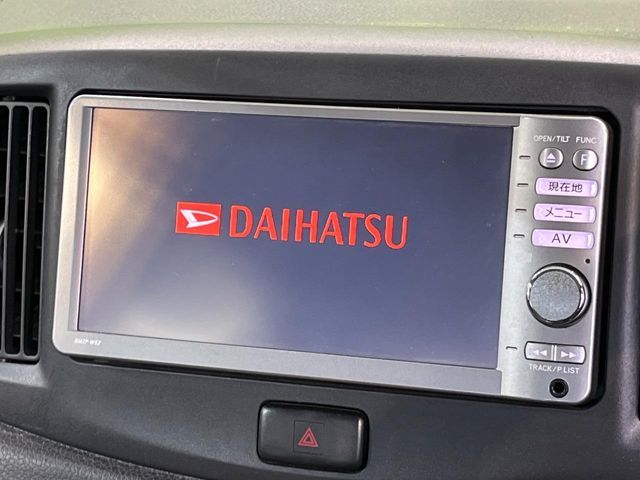 OPEN/TILT FUNC
F
現在地
メニュー
DAIHATSU
AV
TRACK/P.LIST